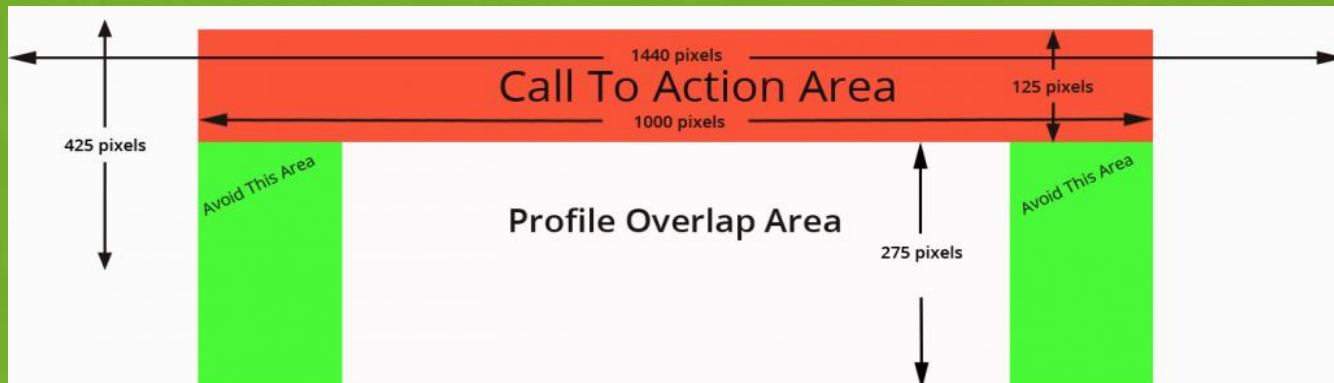 1440 pixels
Call To Action Area
125 pixels
1000 pixels
425 pixels
Avoid This Area
Avoid This Area
Profile Overlap Area
275 pixels